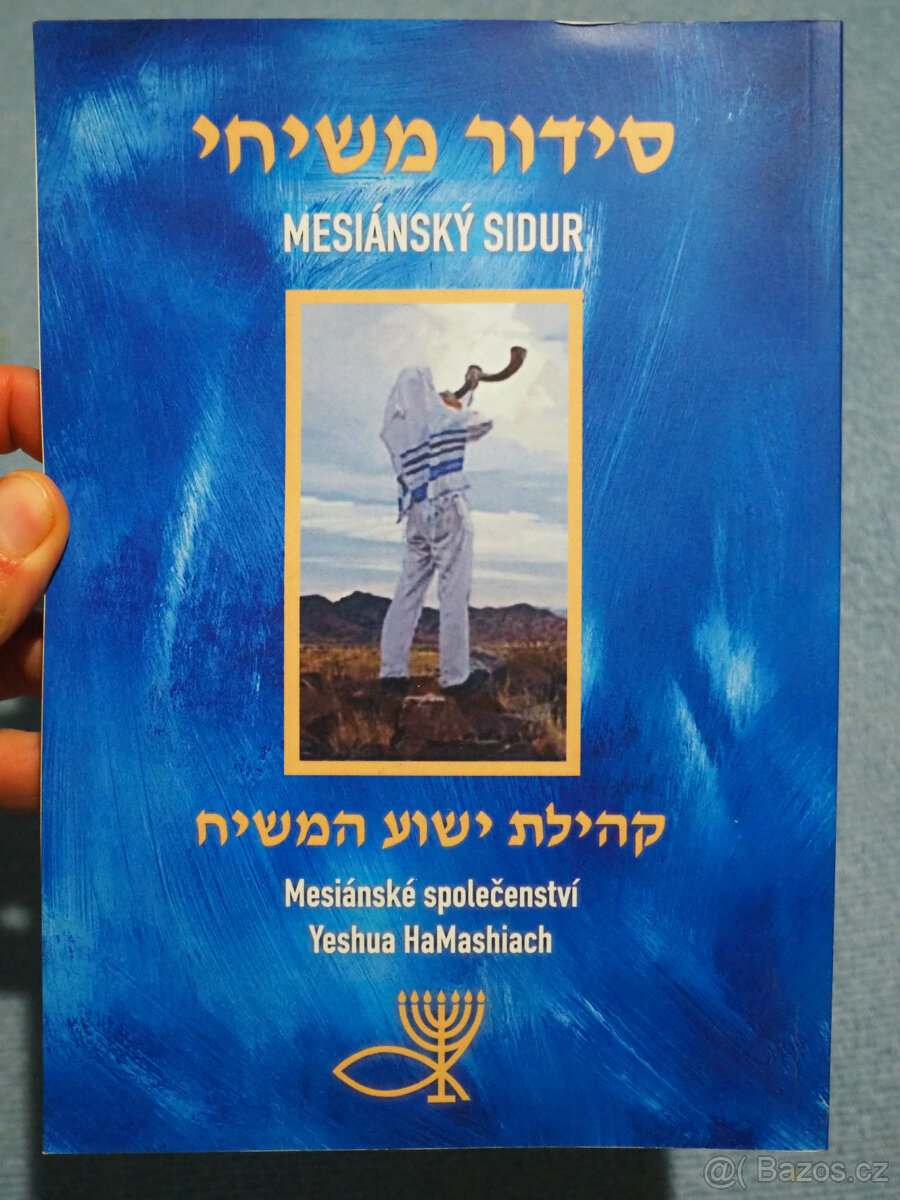 סידור משיחי
MESIÁNSKÝ SIDUR
קהילת ישוע המשיח
Mesiánské společenství
Yeshua HaMashiach
@( Bazos.cz